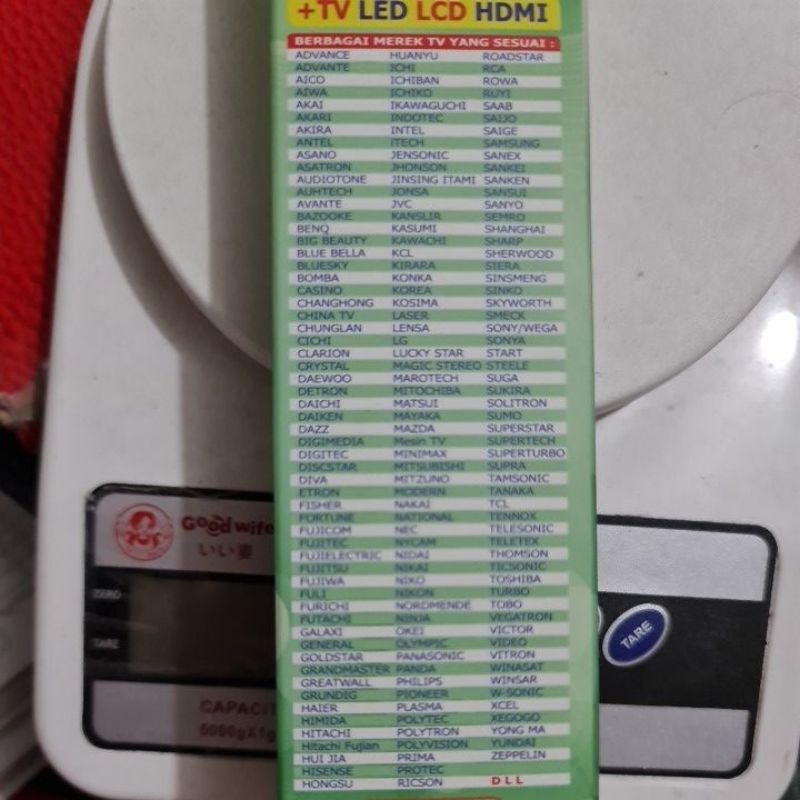 +TV LED LCD HDMI
BERBAGAI MEREK TV YANG SESUAI :
ADVANCE HUANYU ROADSTAR
ADVANTE ICHI RCA
AICO ICHIBAN ROWA
AIWA ICHIKO RUYI
AKAI IKAWAGUCHI SAAB
AKARI INDOTEC SAIJO
AKIRA INTEL SAIGE
ANTEL iTECH SAMSUNG
ASANO JENSONIC SANEX
ASATRON JHONSON SANKEI
AUDIOTONE JINSING ITAMI SANKEN
AUHTECH JONSA SANSUI
AVANTE JVC SANYO
BAZOOKE KANSLIR SEMRO
BENQ KASUMI SHANGHAI
BIG BEAUTY KAWACHI SHARP
BLUE BELLA KCL SHERWOOD
BLUESKY KIRARA SIERA
BOMBA KONKA SINSMENG
CASINO KOREA SINKO
CHANGHONG KOSIMA SKYWORTH
CHINA TV LASER SMECK
CHUNGLAN LENSA SONY/WEGA
CICHI LG SONYA
CLARION LUCKY STAR START
CRYSTAL MAGIC STEREO STEELE
DAEWOO MAROTECH SUGA
DETRON MITOCHIBA SUKIRA
DAICHI MATSUI SOLITRON
DAIKEN MAYAKA SUMO
DAZZ MAZDA SUPERSTAR
DIGIMEDIA Mesin TV SUPERTECH
DIGITEC MINIMAX SUPERTURBO
DISCSTAR MITSUBISHI SUPRA
DIVA MITZUNO TAMSONIC
ETRON MODERN TANAKA
FISHER NAKAI TCL
FORTUNE NATIONAL TENNOX
FUJICOM NEC TELESONIC
FUJITEC NYCAM TELETEX
FUJIELECTRIC NIDAI THOMSON
FUJITSU NIKAI TICSONIC
FUJIWA NIKO TOSHIBA
FULI NIKON TURBO
FURICHI NORDMENDE TOBO
FUTACHI NINJA VEGATRON
GALAXI OKEI VICTOR
GENERAL OLYMPIC VIDEO
GOLDSTAR PANASONIC VITRON
GRANDMASTER PANDA WINASAT
GREATWALL PHILIPS WINSAR
GRUNDIG PIONEER W-SONIC
HAIER PLASMA XCEL
HIMIDA POLYTEC XEGOGO
HITACHI POLYTRON YONG MA
Hitachi Fujian POLYVISION YUNDAI
HUI JIA PRIMA ZEPPELIN
HISENSE PROTEC
HONGSU RICSON D L L
Goodwife
いい妻
ZERO
TARE
TARE
5000gX1g